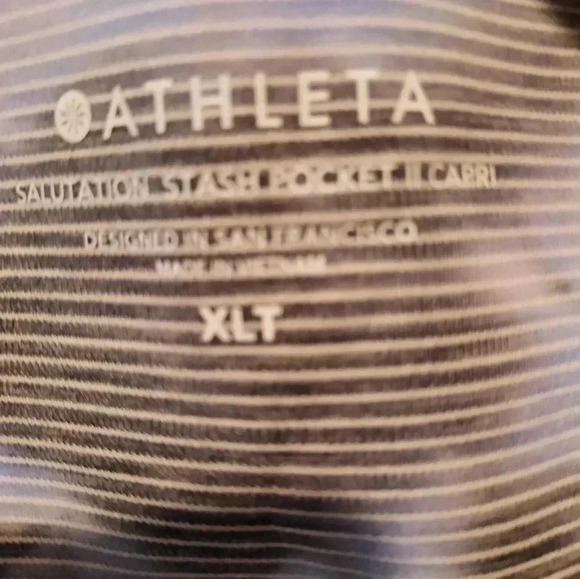 ATHLETA
SALUTATION STASH POCKET II CAPRI
DESIGNED IN SAN FRANCISCO
MADE IN VIETNAM
XLT